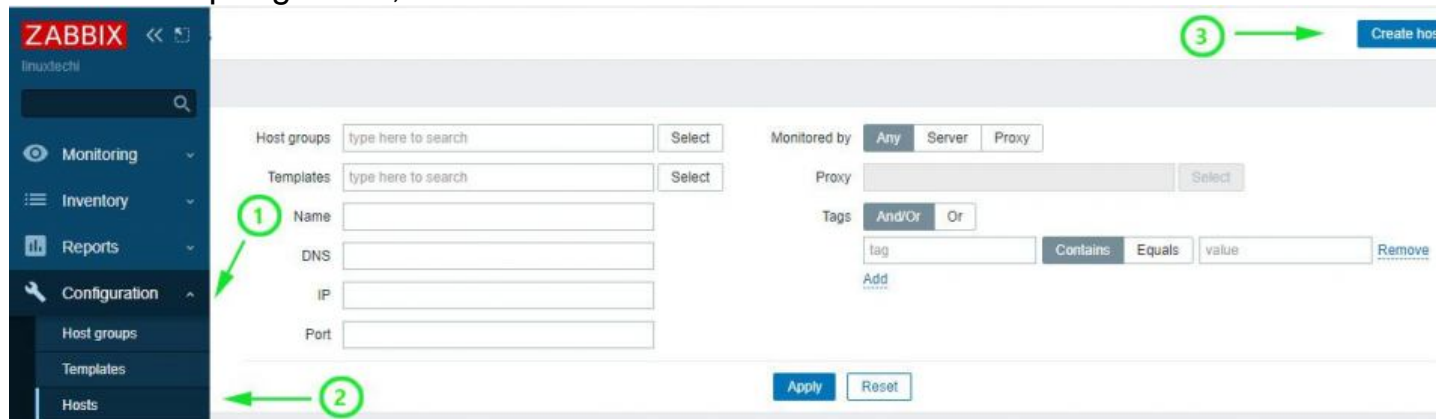 ZABBIX
linuxtechi
3
Create hos
Monitoring
Inventory
Reports
Configuration
Host groups
Templates
Hosts
1
2
Host groups type here to search Select
Templates type here to search Select
Name
DNS
IP
Port
Monitored by Any Server Proxy
Proxy Select
Tags And/Or Or
tag Contains Equals value Remove
Add
Apply Reset